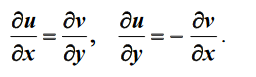 ∂u/∂x = ∂v/∂y, ∂u/∂y = − ∂v/∂x .